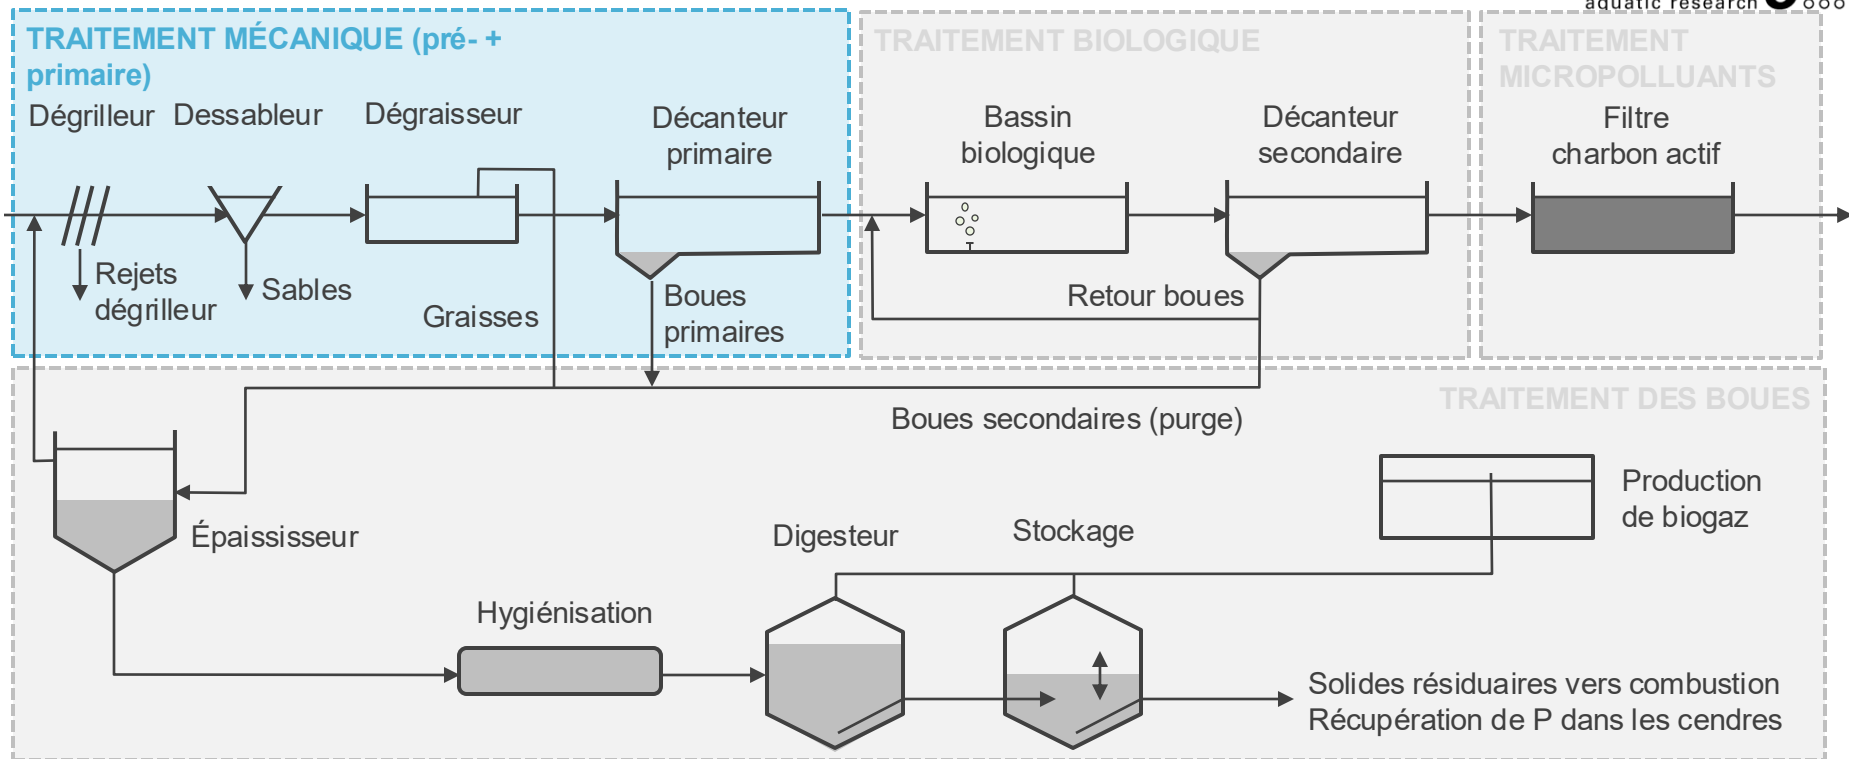 aquatic research
TRAITEMENT MÉCANIQUE (pré- +
primaire)
TRAITEMENT BIOLOGIQUE
TRAITEMENT
MICROPOLLUANTS
Dégrilleur
Dessableur
Dégraisseur
Décanteur
primaire
Bassin
biologique
Décanteur
secondaire
Filtre
charbon actif
Rejets
dégrilleur
Sables
Graisses
Boues
primaires
Retour boues
TRAITEMENT DES BOUES
Boues secondaires (purge)
Épaississeur
Hygiénisation
Digesteur
Stockage
Production
de biogaz
Solides résiduaires vers combustion
Récupération de P dans les cendres